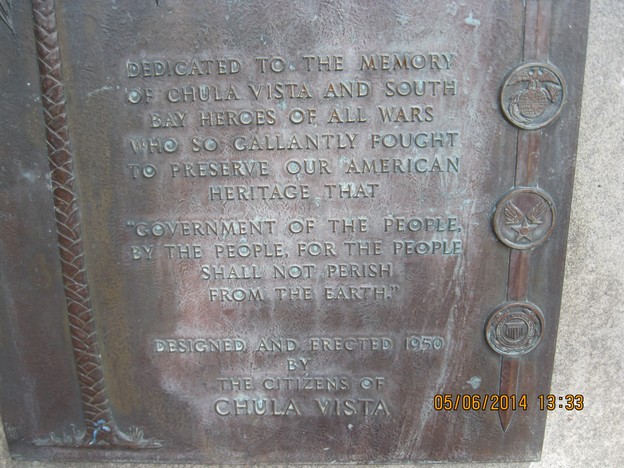 DEDICATED TO THE MEMORY
OF CHULA VISTA AND SOUTH
BAY HEROES OF ALL WARS
WHO SO GALLANTLY FOUGHT
TO PRESERVE OUR AMERICAN
HERITAGE THAT
"GOVERNMENT OF THE PEOPLE,
BY THE PEOPLE, FOR THE PEOPLE
SHALL NOT PERISH
FROM THE EARTH."
DESIGNED AND ERECTED 1950
BY
THE CITIZENS OF
CHULA VISTA
05/06/2014 13:33